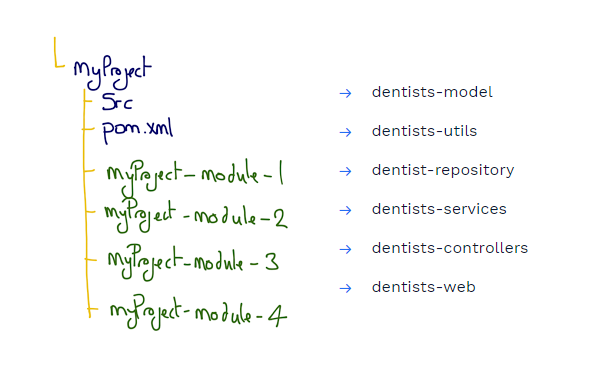 myProject
Src
pom.xml
myProject-module-1
myProject-module-2
myProject-module-3
myProject-module-4
→ dentists-model
→ dentists-utils
→ dentist-repository
→ dentists-services
→ dentists-controllers
→ dentists-web